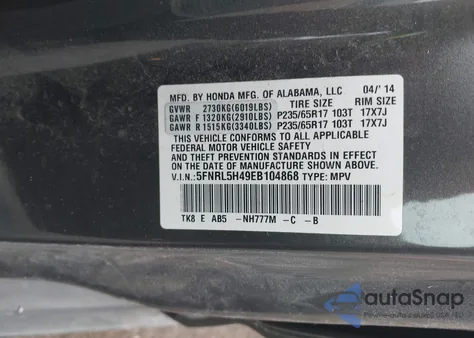 MFD. BY HONDA MFG. OF ALABAMA, LLC 04/'14
GVWR 2730KG(6019LBS) TIRE SIZE RIM SIZE
GAWR F 1320KG(2910LBS) P235/65R17 103T 17X7J
GAWR R 1515KG(3340LBS) P235/65R17 103T 17X7J
THIS VEHICLE CONFORMS TO ALL APPLICABLE
FEDERAL MOTOR VEHICLE SAFETY AND
THEFT PREVENTION STANDARDS IN EFFECT
ON THE DATE OF MANUFACTURE SHOWN ABOVE.
V.I.N.: 5FNRL5H49EB104868 TYPE: MPV
TK8 E AB5 -NH777M -C -B
autoSnap